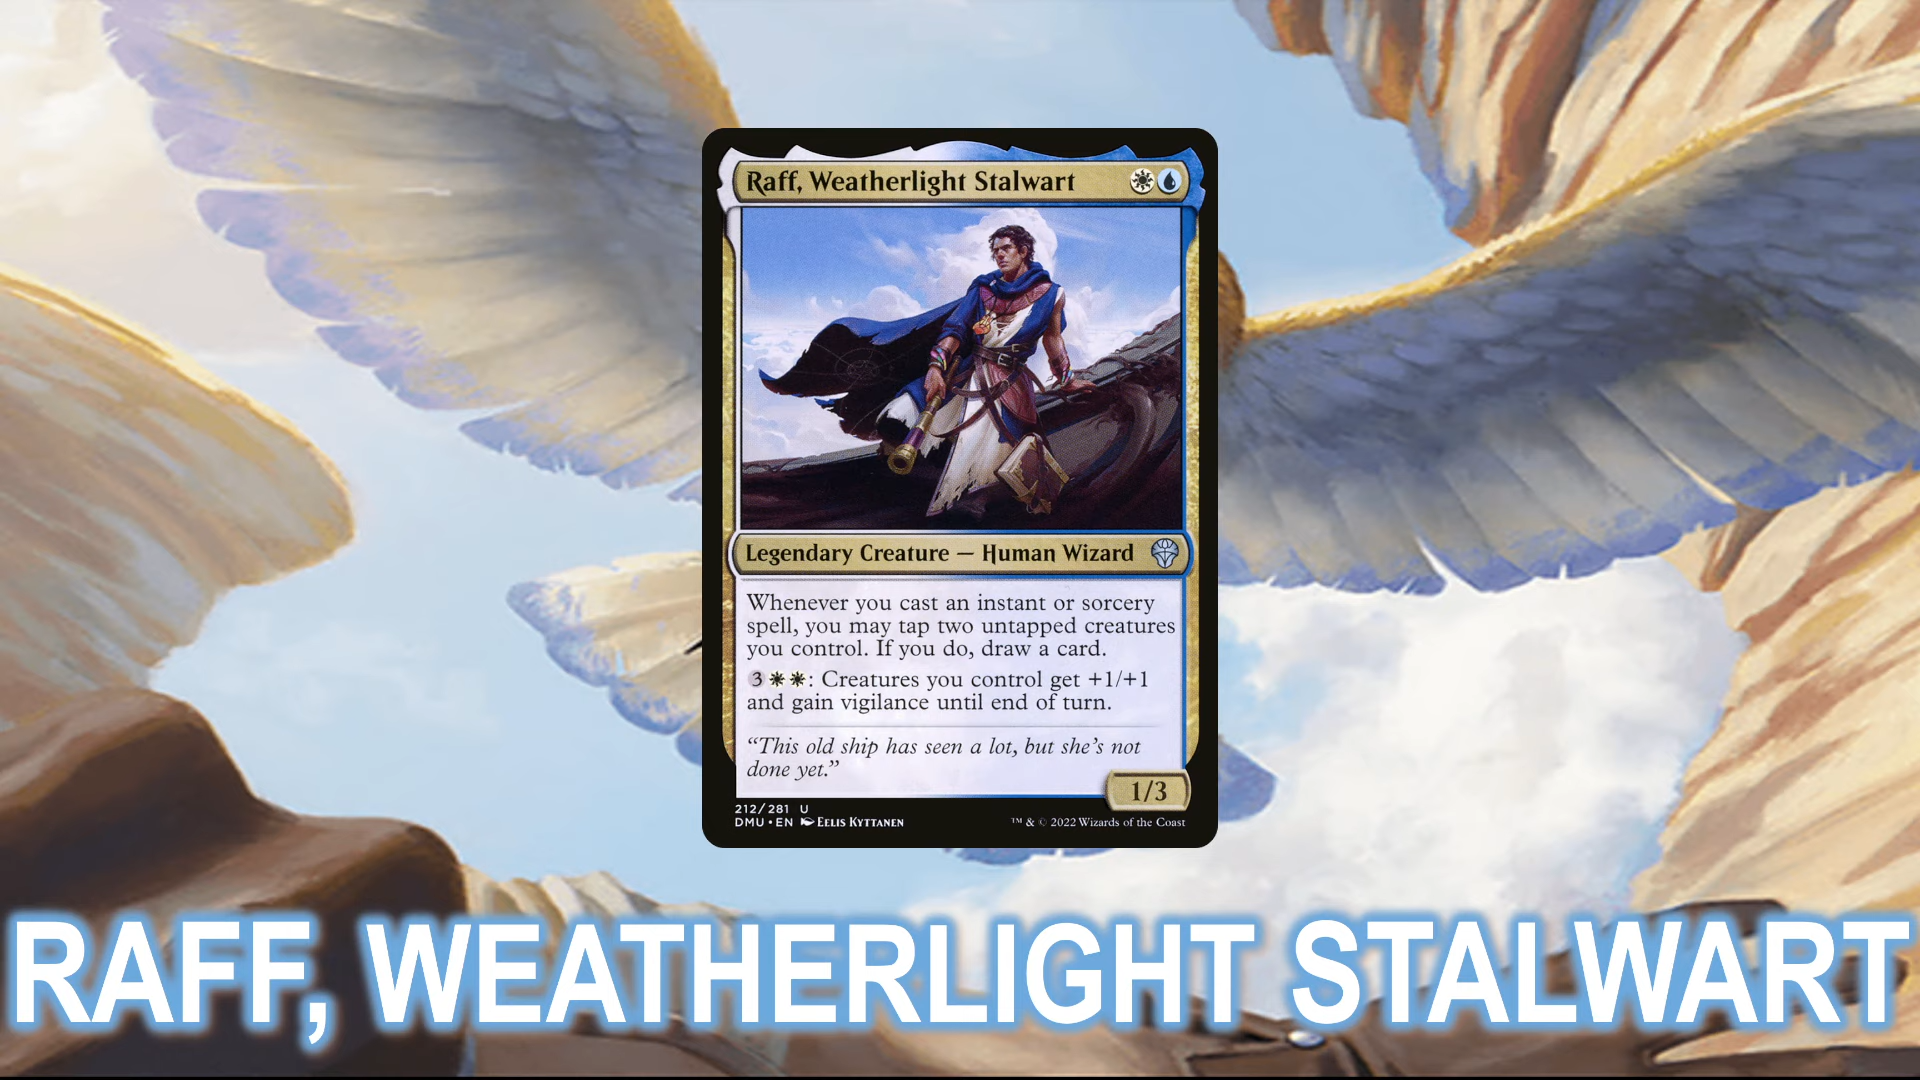 Raff, Weatherlight Stalwart
Legendary Creature — Human Wizard
Whenever you cast an instant or sorcery
spell, you may tap two untapped creatures
you control. If you do, draw a card.
3: Creatures you control get +1/+1
and gain vigilance until end of turn.
“This old ship has seen a lot, but she’s not
done yet.”
1/3
212/281 U
DMU • EN Eelis Kyttanen
™ & © 2022 Wizards of the Coast
RAFF, WEATHERLIGHT STALWART